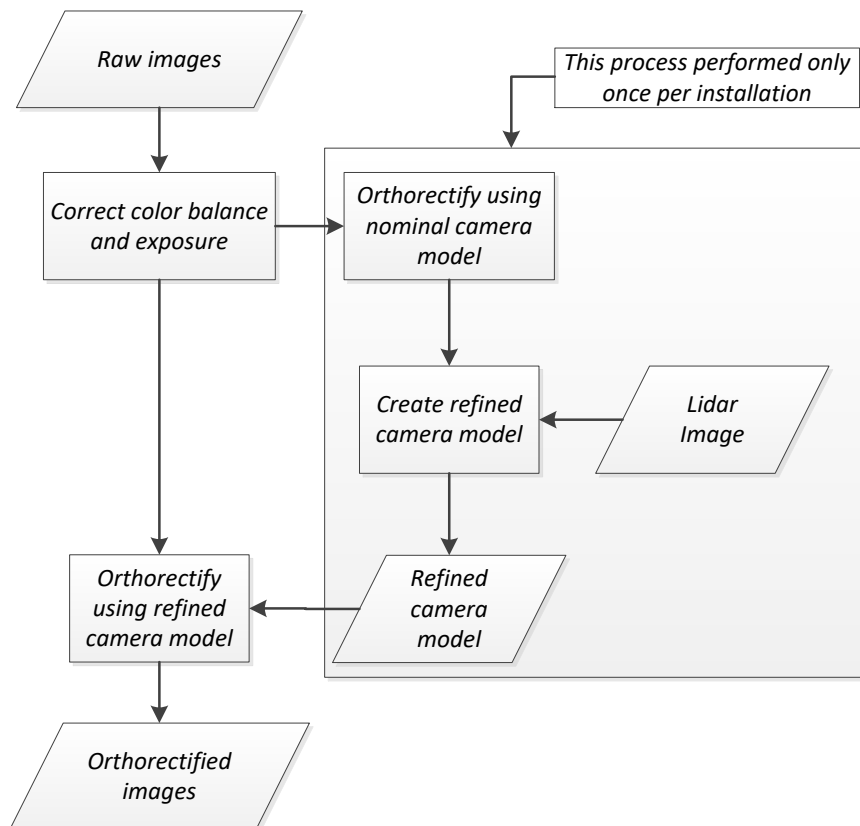 Raw images
This process performed only
once per installation
Correct color balance
and exposure
Orthorectify using
nominal camera
model
Create refined
camera model
Lidar
Image
Orthorectify
using refined
camera model
Refined
camera
model
Orthorectified
images